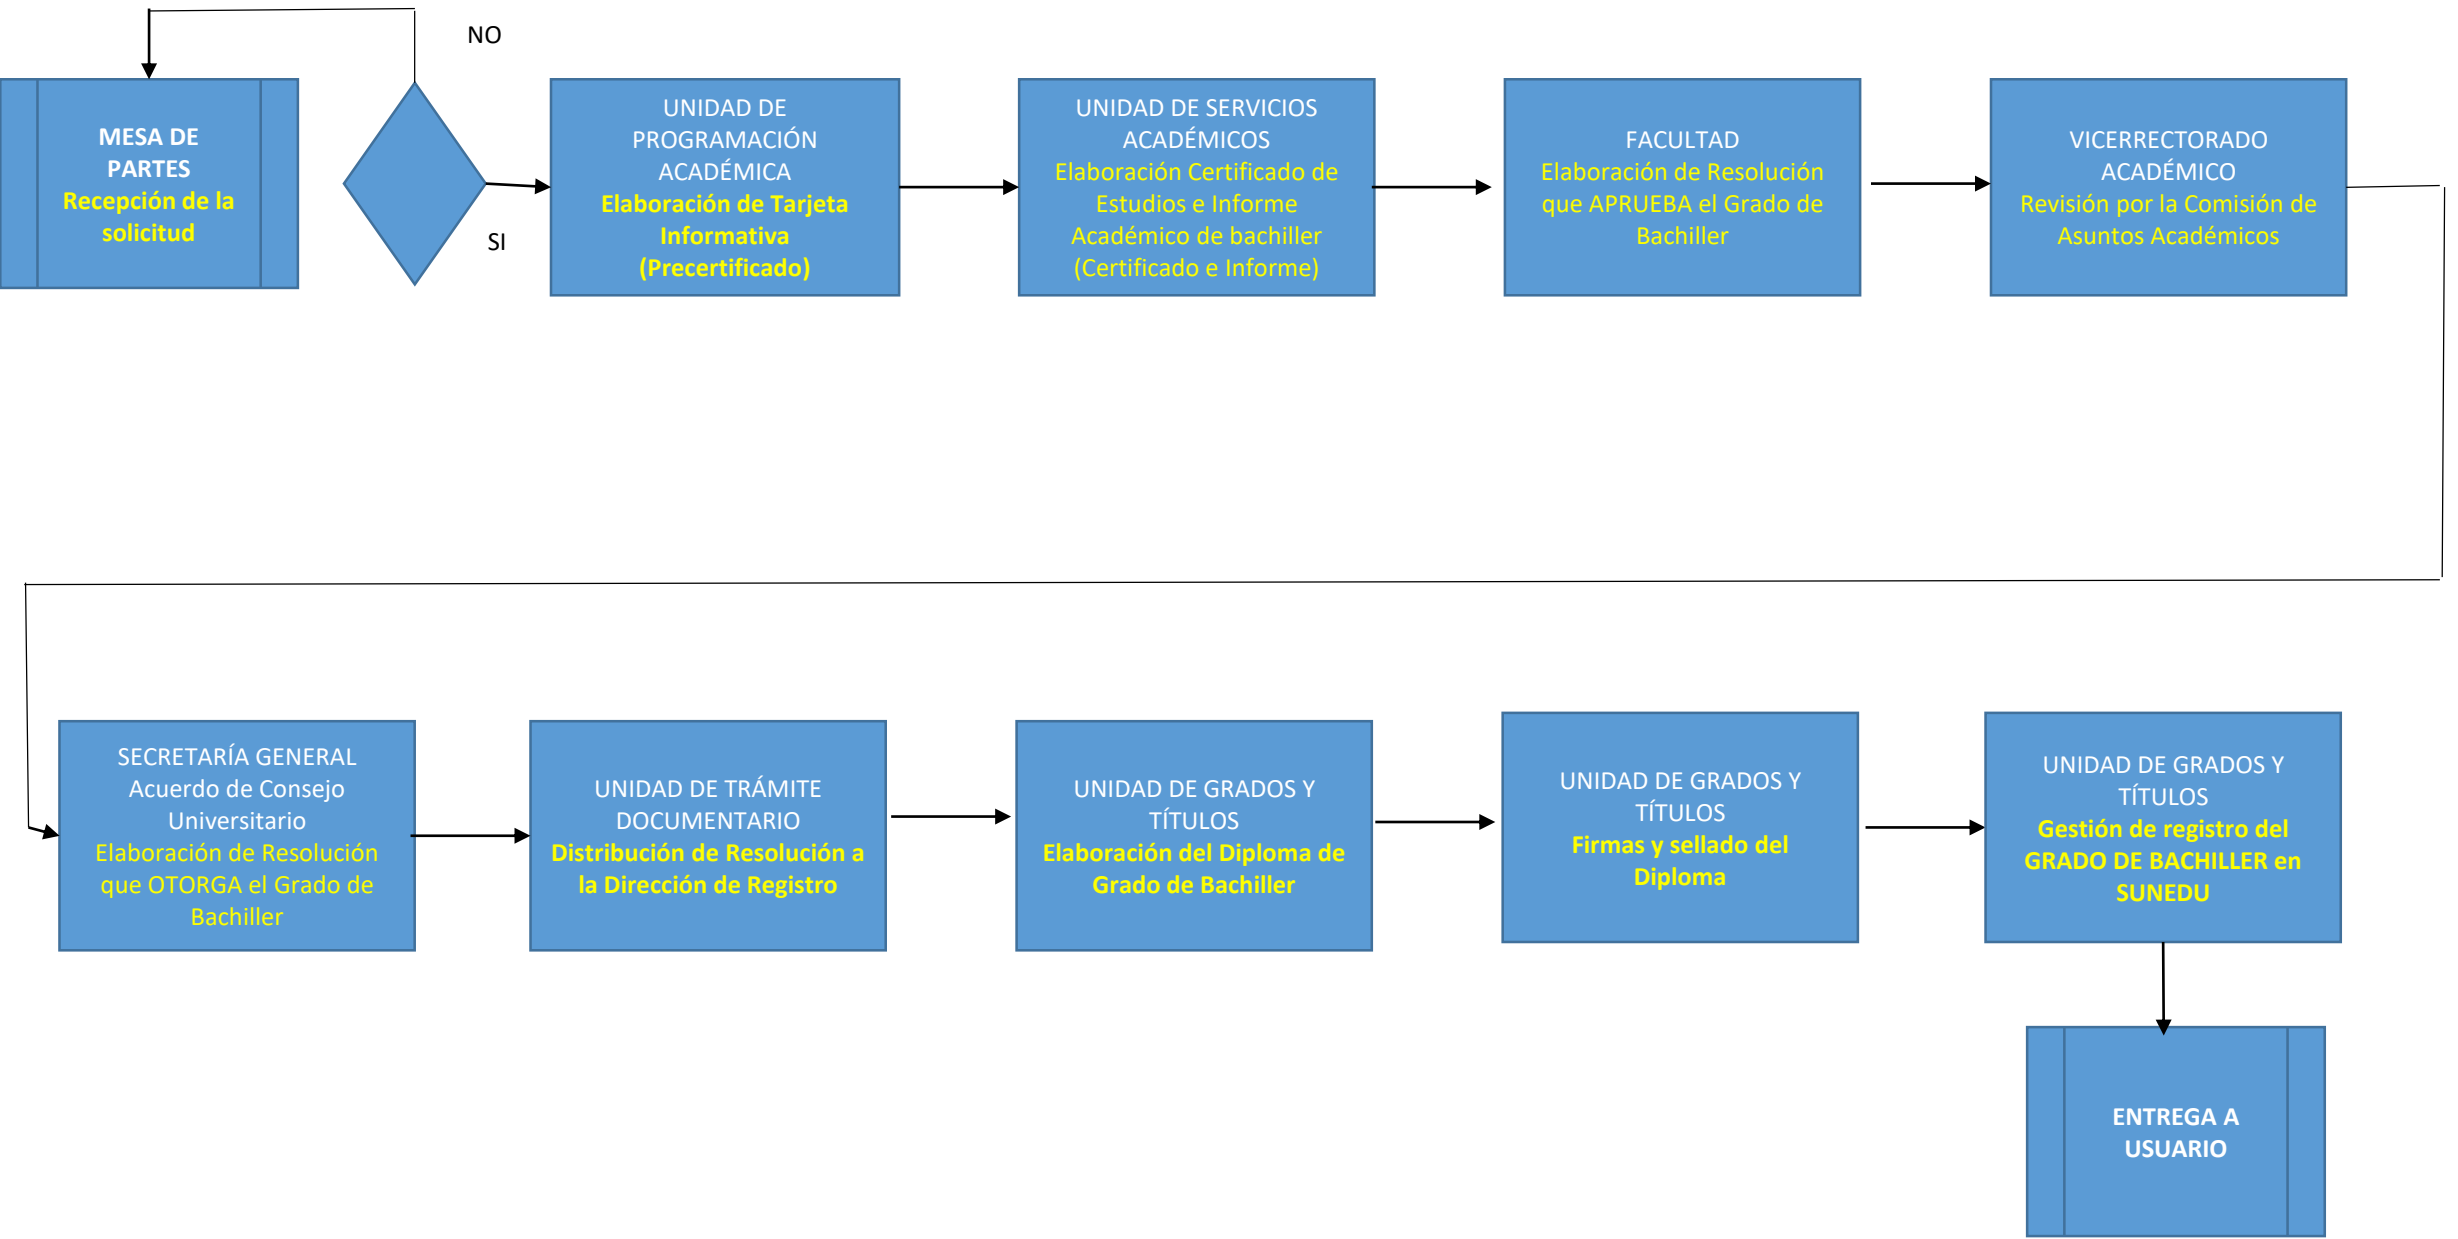 NO
MESA DE
PARTES
Recepción de la
solicitud
SI
UNIDAD DE
PROGRAMACIÓN
ACADÉMICA
Elaboración de Tarjeta
Informativa
(Precertificado)
UNIDAD DE SERVICIOS
ACADÉMICOS
Elaboración Certificado de
Estudios e Informe
Académico de bachiller
(Certificado e Informe)
FACULTAD
Elaboración de Resolución
que APRUEBA el Grado de
Bachiller
VICERRECTORADO
ACADÉMICO
Revisión por la Comisión de
Asuntos Académicos
SECRETARÍA GENERAL
Acuerdo de Consejo
Universitario
Elaboración de Resolución
que OTORGA el Grado de
Bachiller
UNIDAD DE TRÁMITE
DOCUMENTARIO
Distribución de Resolución a
la Dirección de Registro
UNIDAD DE GRADOS Y
TÍTULOS
Elaboración del Diploma de
Grado de Bachiller
UNIDAD DE GRADOS Y
TÍTULOS
Firmas y sellado del
Diploma
UNIDAD DE GRADOS Y
TÍTULOS
Gestión de registro del
GRADO DE BACHILLER en
SUNEDU
ENTREGA A
USUARIO